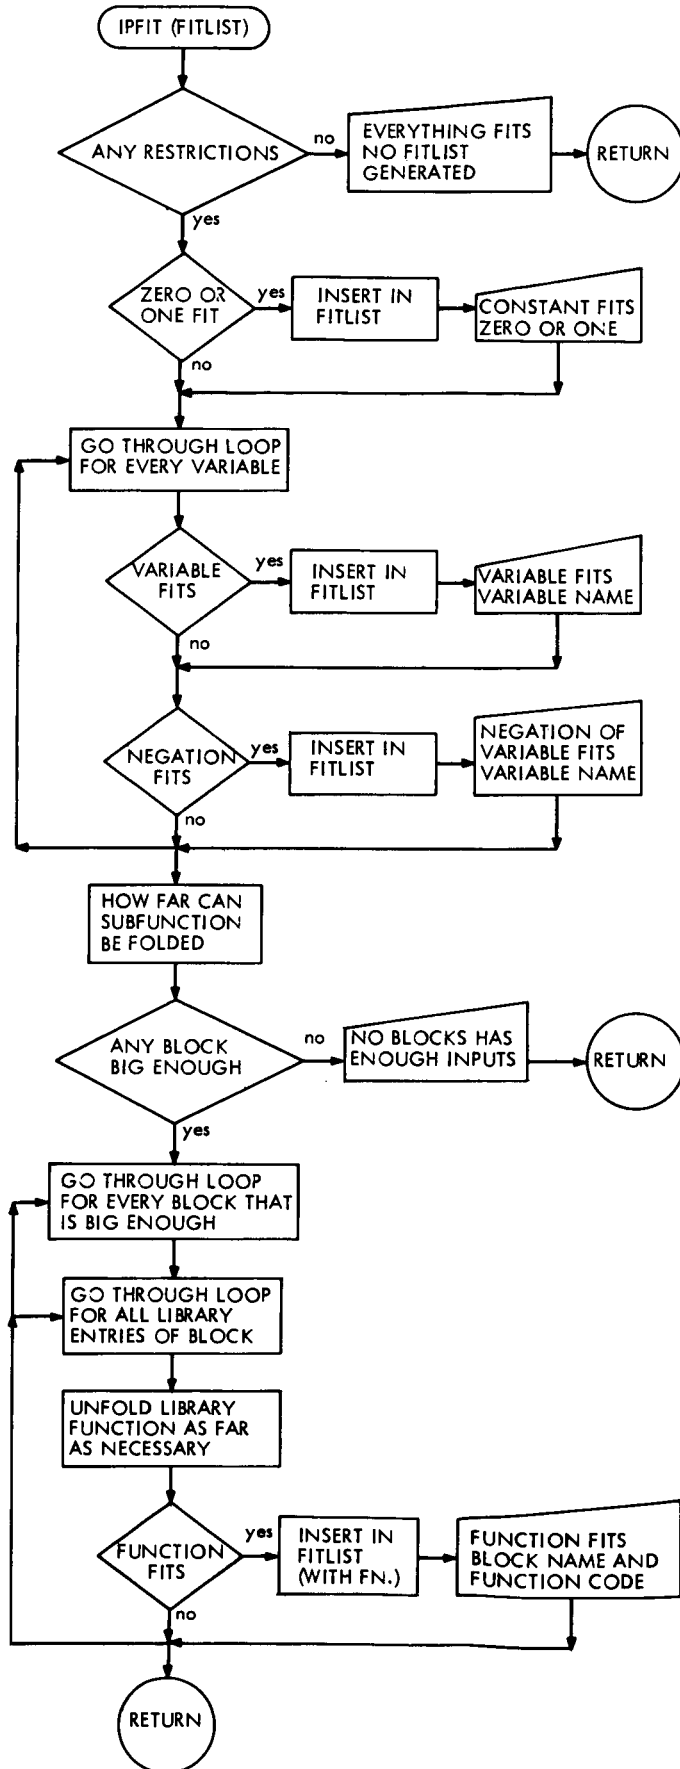 IPFIT (FITLIST)
ANY RESTRICTIONS
no
EVERYTHING FITS
NO FITLIST
GENERATED
RETURN
yes
ZERO OR
ONE FIT
yes
INSERT IN
FITLIST
CONSTANT FITS
ZERO OR ONE
no
GO THROUGH LOOP
FOR EVERY VARIABLE
VARIABLE
FITS
yes
INSERT IN
FITLIST
VARIABLE FITS
VARIABLE NAME
no
NEGATION
FITS
yes
INSERT IN
FITLIST
NEGATION OF
VARIABLE FITS
VARIABLE NAME
no
HOW FAR CAN
SUBFUNCTION
BE FOLDED
ANY BLOCK
BIG ENOUGH
no
NO BLOCKS HAS
ENOUGH INPUTS
RETURN
yes
GO THROUGH LOOP
FOR EVERY BLOCK THAT
IS BIG ENOUGH
GO THROUGH LOOP
FOR ALL LIBRARY
ENTRIES OF BLOCK
UNFOLD LIBRARY
FUNCTION AS FAR
AS NECESSARY
FUNCTION
FITS
yes
INSERT IN
FITLIST
(WITH FN.)
FUNCTION FITS
BLOCK NAME AND
FUNCTION CODE
no
RETURN